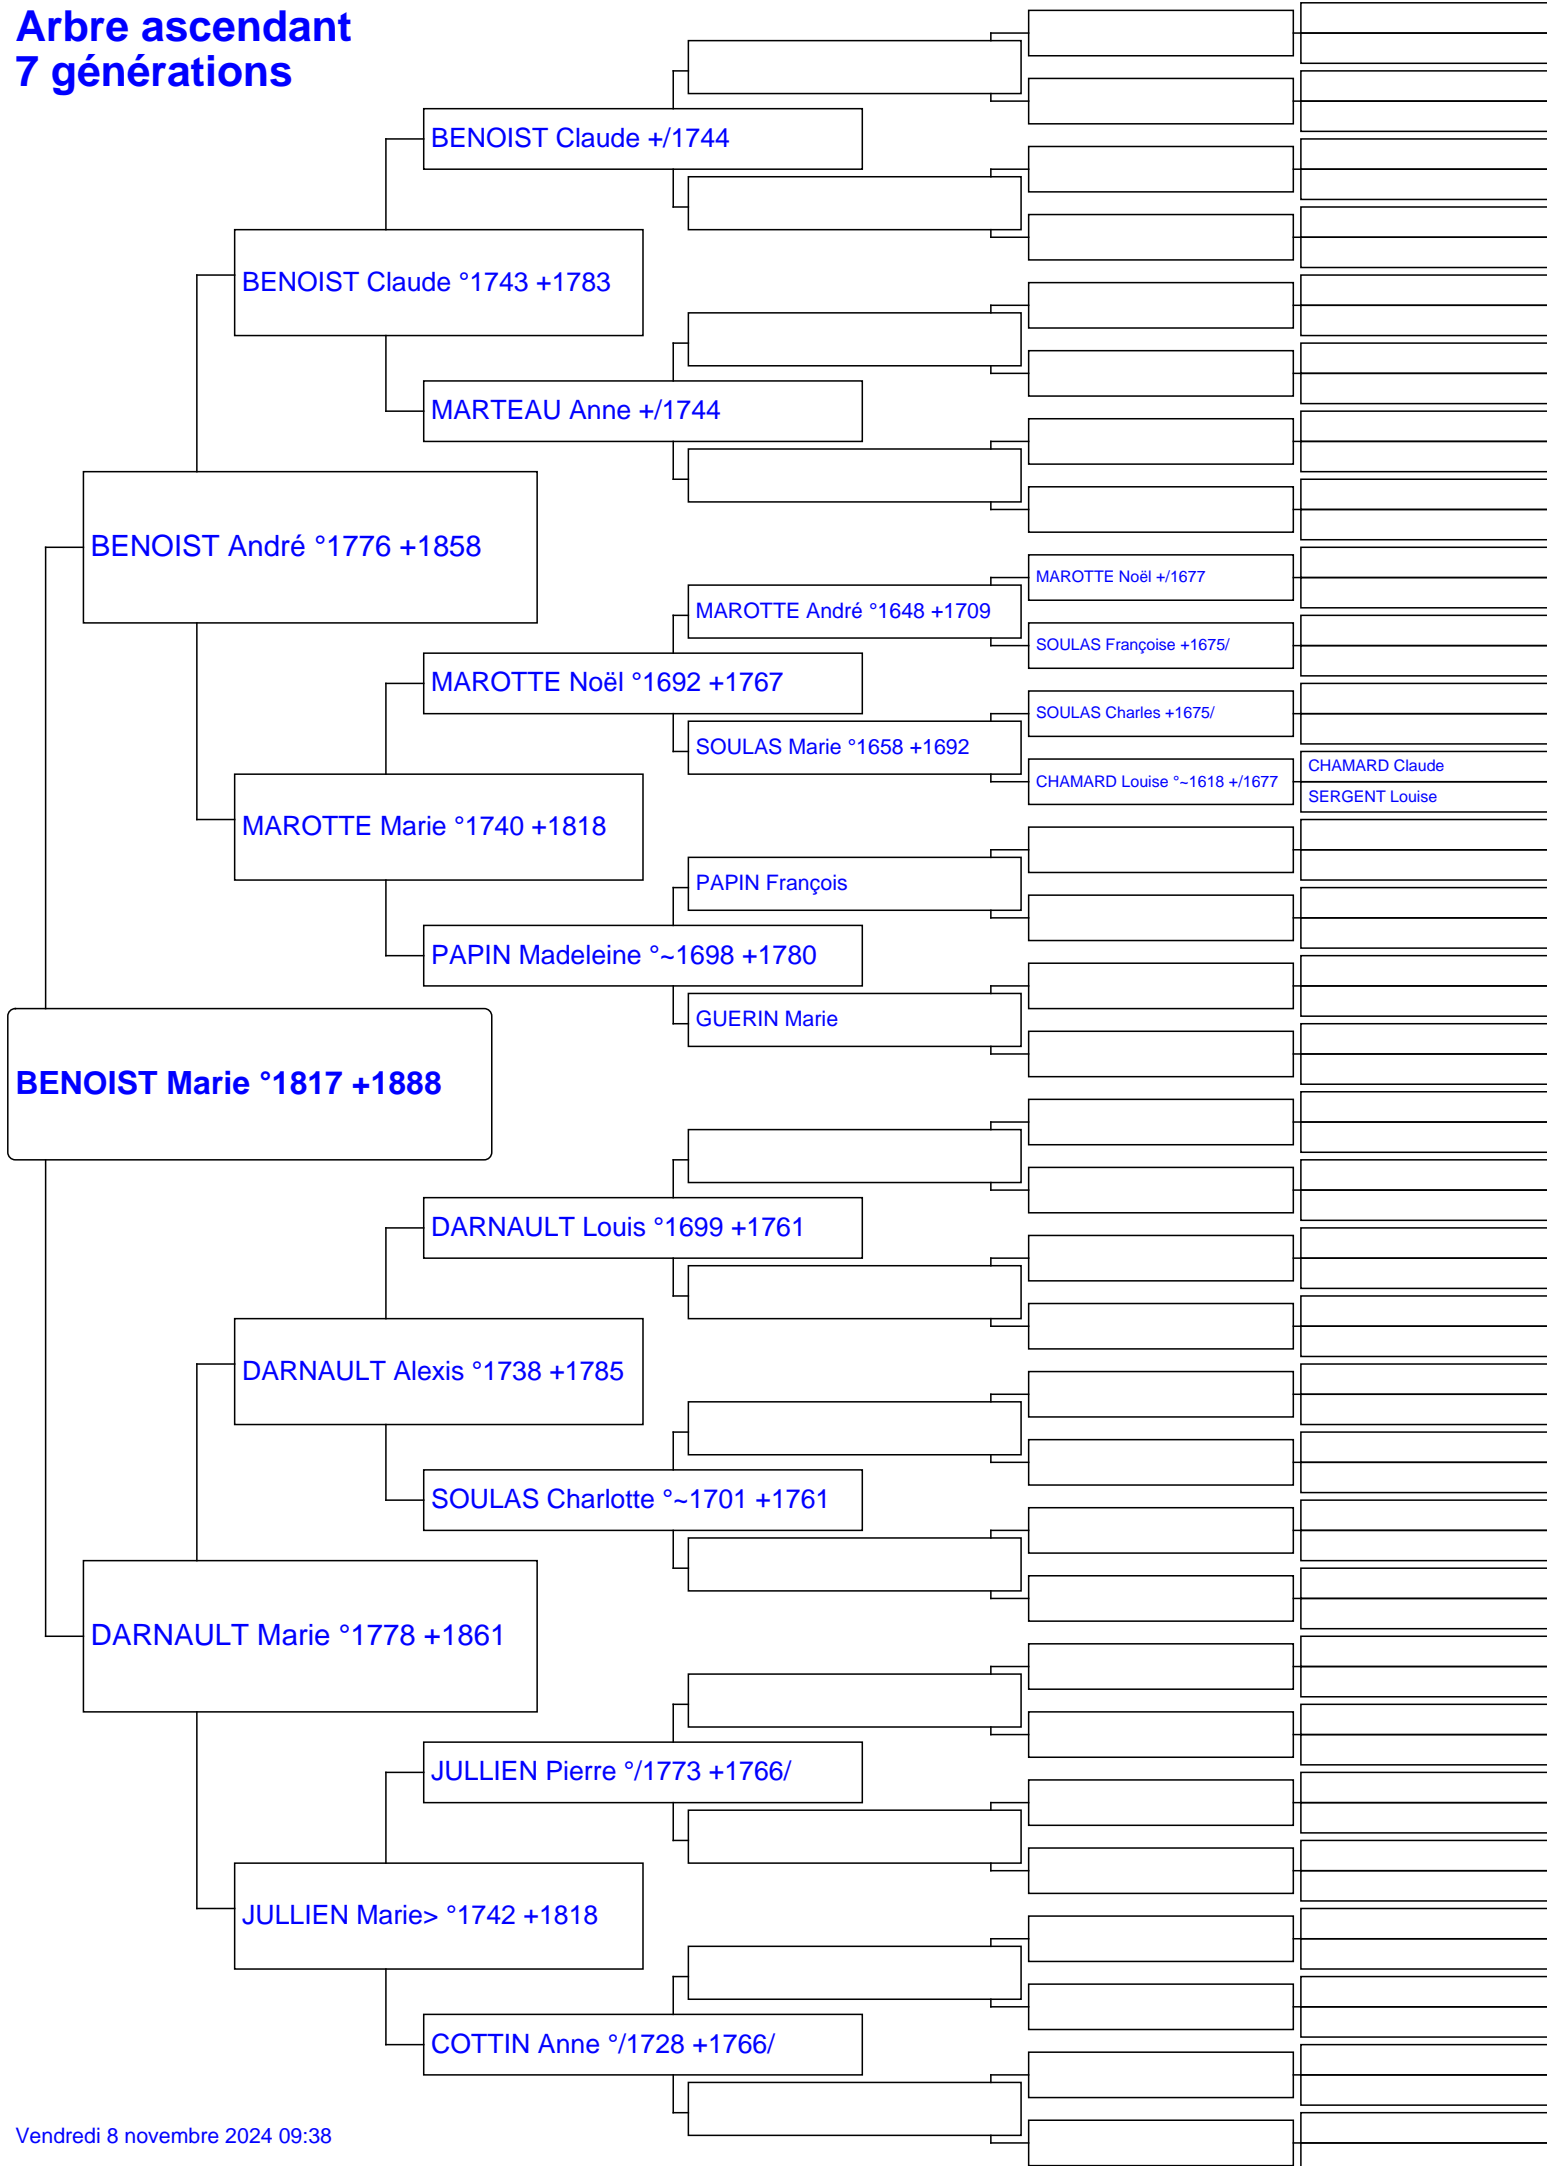 Arbre ascendant
7 générations
BENOIST Claude +/1744
BENOIST Claude °1743 +1783
MARTEAU Anne +/1744
BENOIST André °1776 +1858
MAROTTE Noël +/1677
MAROTTE André °1648 +1709
SOULAS Françoise +1675/
MAROTTE Noël °1692 +1767
SOULAS Charles +1675/
SOULAS Marie °1658 +1692
CHAMARD Claude
CHAMARD Louise °~1618 +/1677
SERGENT Louise
MAROTTE Marie °1740 +1818
PAPIN François
PAPIN Madeleine °~1698 +1780
GUERIN Marie
BENOIST Marie °1817 +1888
DARNAULT Louis °1699 +1761
DARNAULT Alexis °1738 +1785
SOULAS Charlotte °~1701 +1761
DARNAULT Marie °1778 +1861
JULLIEN Pierre °/1773 +1766/
JULLIEN Marie> °1742 +1818
COTTIN Anne °/1728 +1766/
Vendredi 8 novembre 2024 09:38